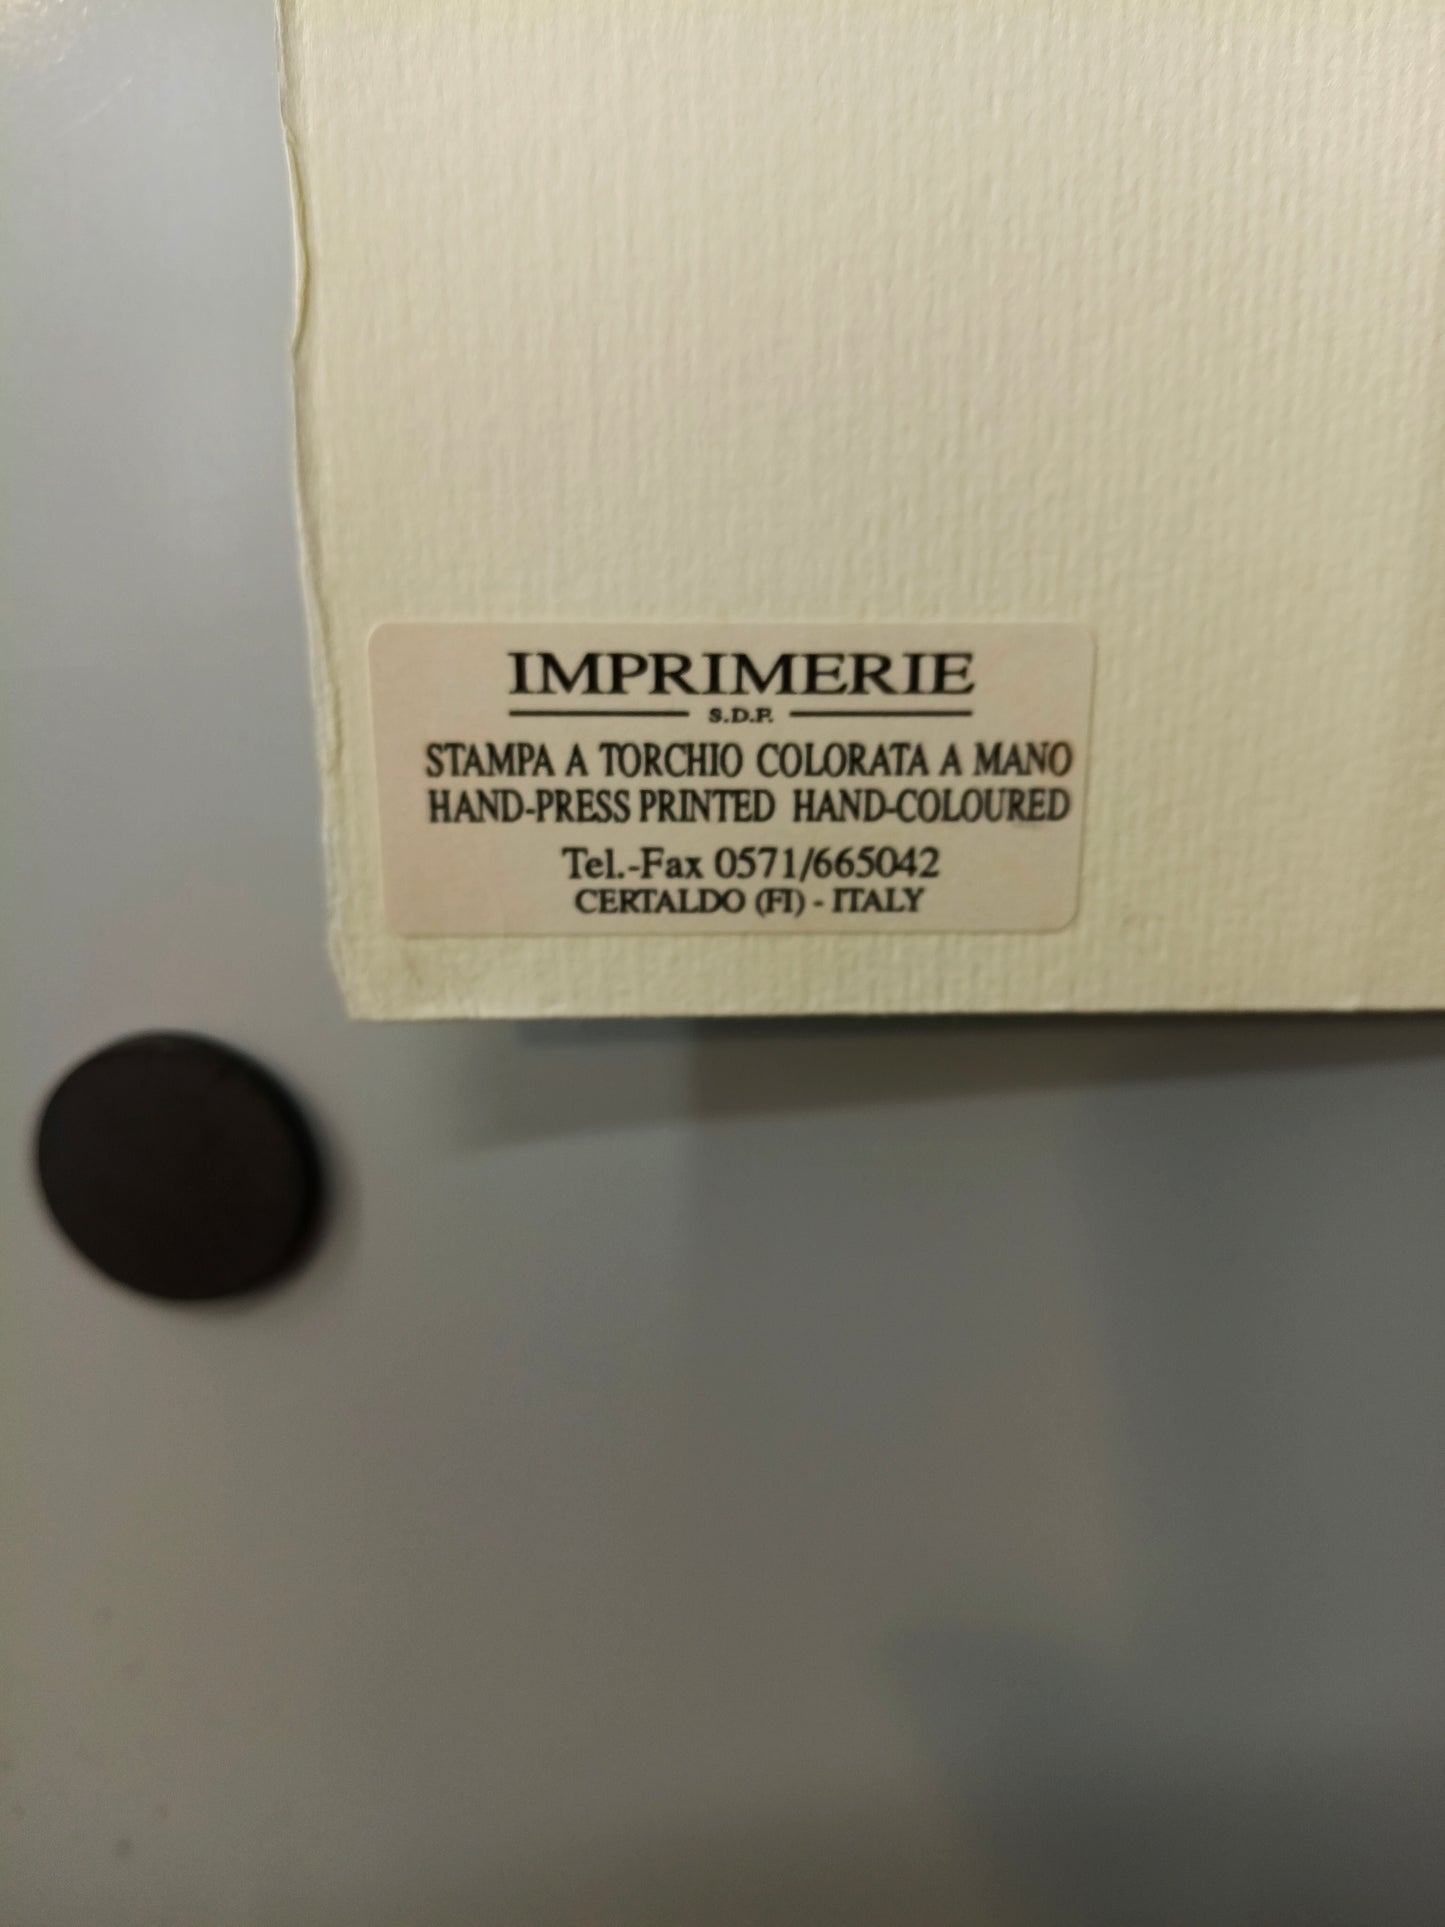 IMPRIMERIE
S.D.P.
STAMPA A TORCHIO COLORATA A MANO
HAND-PRESS PRINTED HAND-COLOURED
Tel.-Fax 0571/665042
CERTALDO (FI) - ITALY